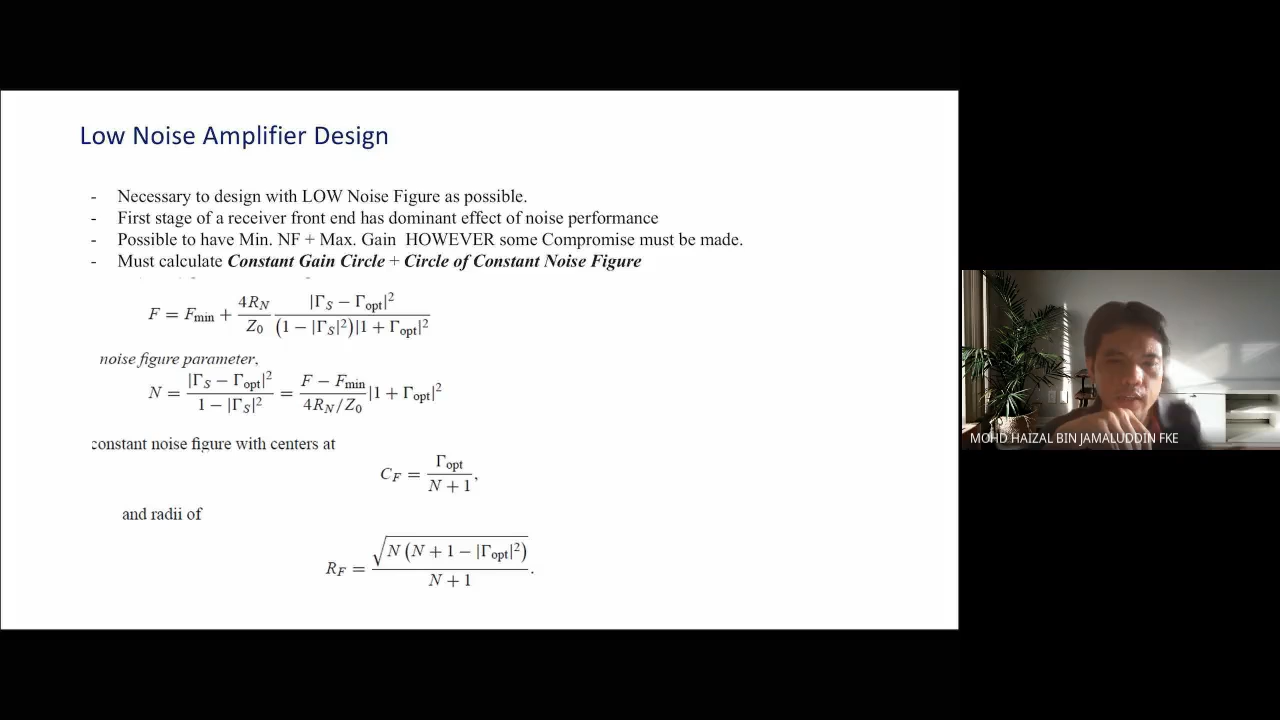 Low Noise Amplifier Design
- Necessary to design with LOW Noise Figure as possible.
- First stage of a receiver front end has dominant effect of noise performance
- Possible to have Min. NF + Max. Gain HOWEVER some Compromise must be made.
- Must calculate Constant Gain Circle + Circle of Constant Noise Figure
F = F_min + 4R_N/Z_0 |Γ_S − Γ_opt|²/((1 − |Γ_S|²)|1 + Γ_opt|²)
noise figure parameter,
N = |Γ_S − Γ_opt|²/(1 − |Γ_S|²) = (F − F_min)/(4R_N/Z_0) |1 + Γ_opt|²
constant noise figure with centers at
C_F = Γ_opt/(N + 1),
and radii of
R_F = √(N(N + 1 − |Γ_opt|²))/(N + 1).
MOHD HAIZAL BIN JAMALUDDIN FKE